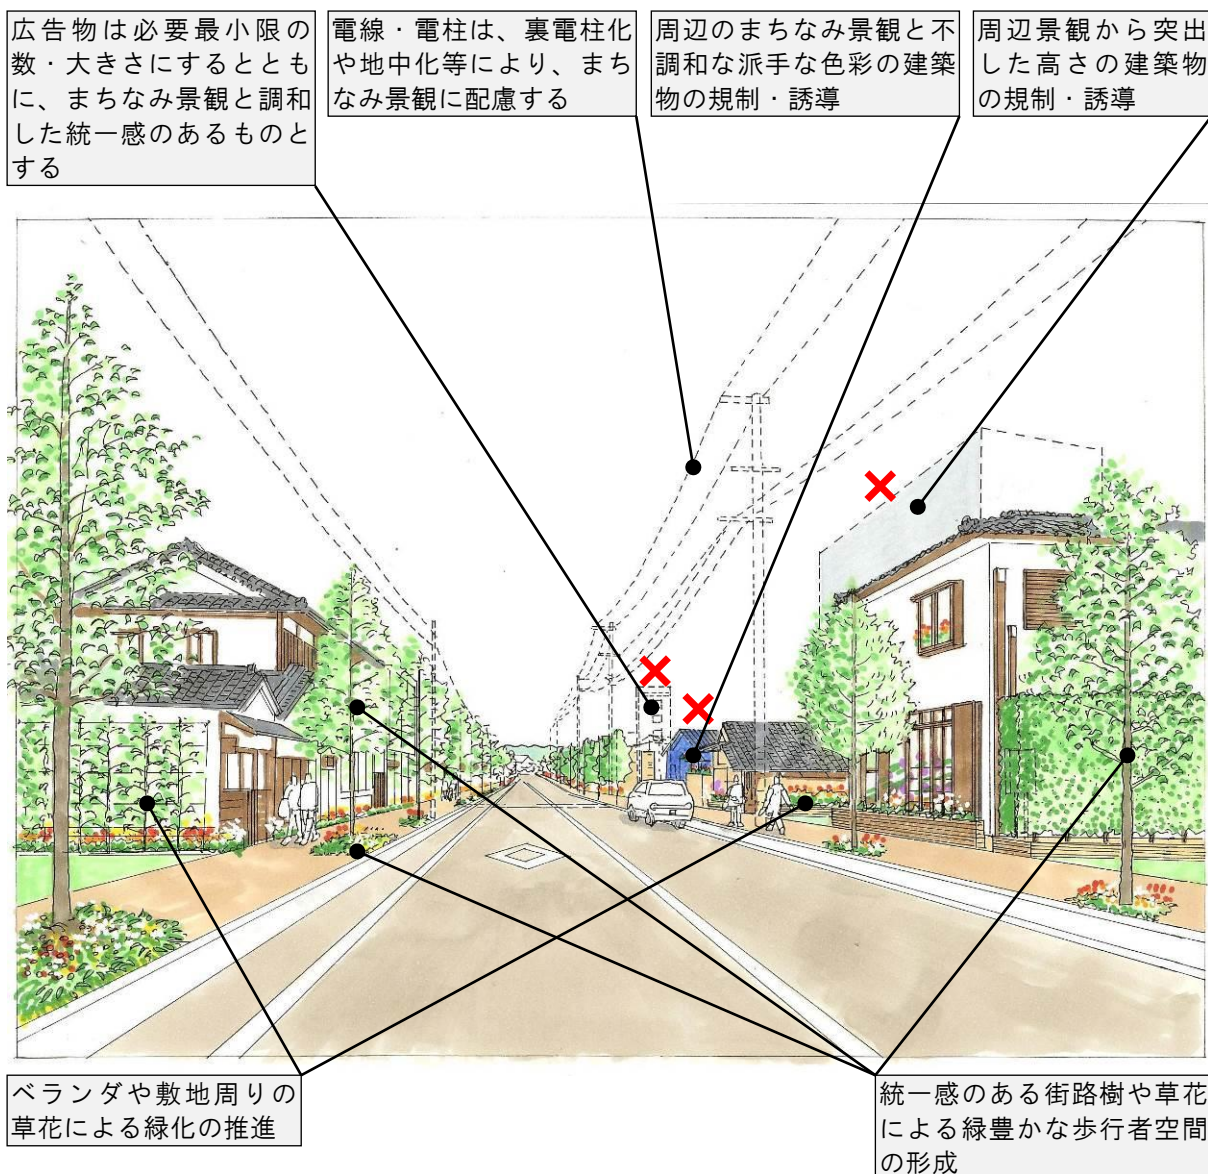 広告物は必要最小限の
数・大きさにするととも
に、まちなみ景観と調和
した統一感のあるものと
する
電線・電柱は、裏電柱化
や地中化等により、まち
なみ景観に配慮する
周辺のまちなみ景観と不
調和な派手な色彩の建築
物の規制・誘導
周辺景観から突出
した高さの建築物
の規制・誘導
ベランダや敷地周りの
草花による緑化の推進
統一感のある街路樹や草花
による緑豊かな歩行者空間
の形成